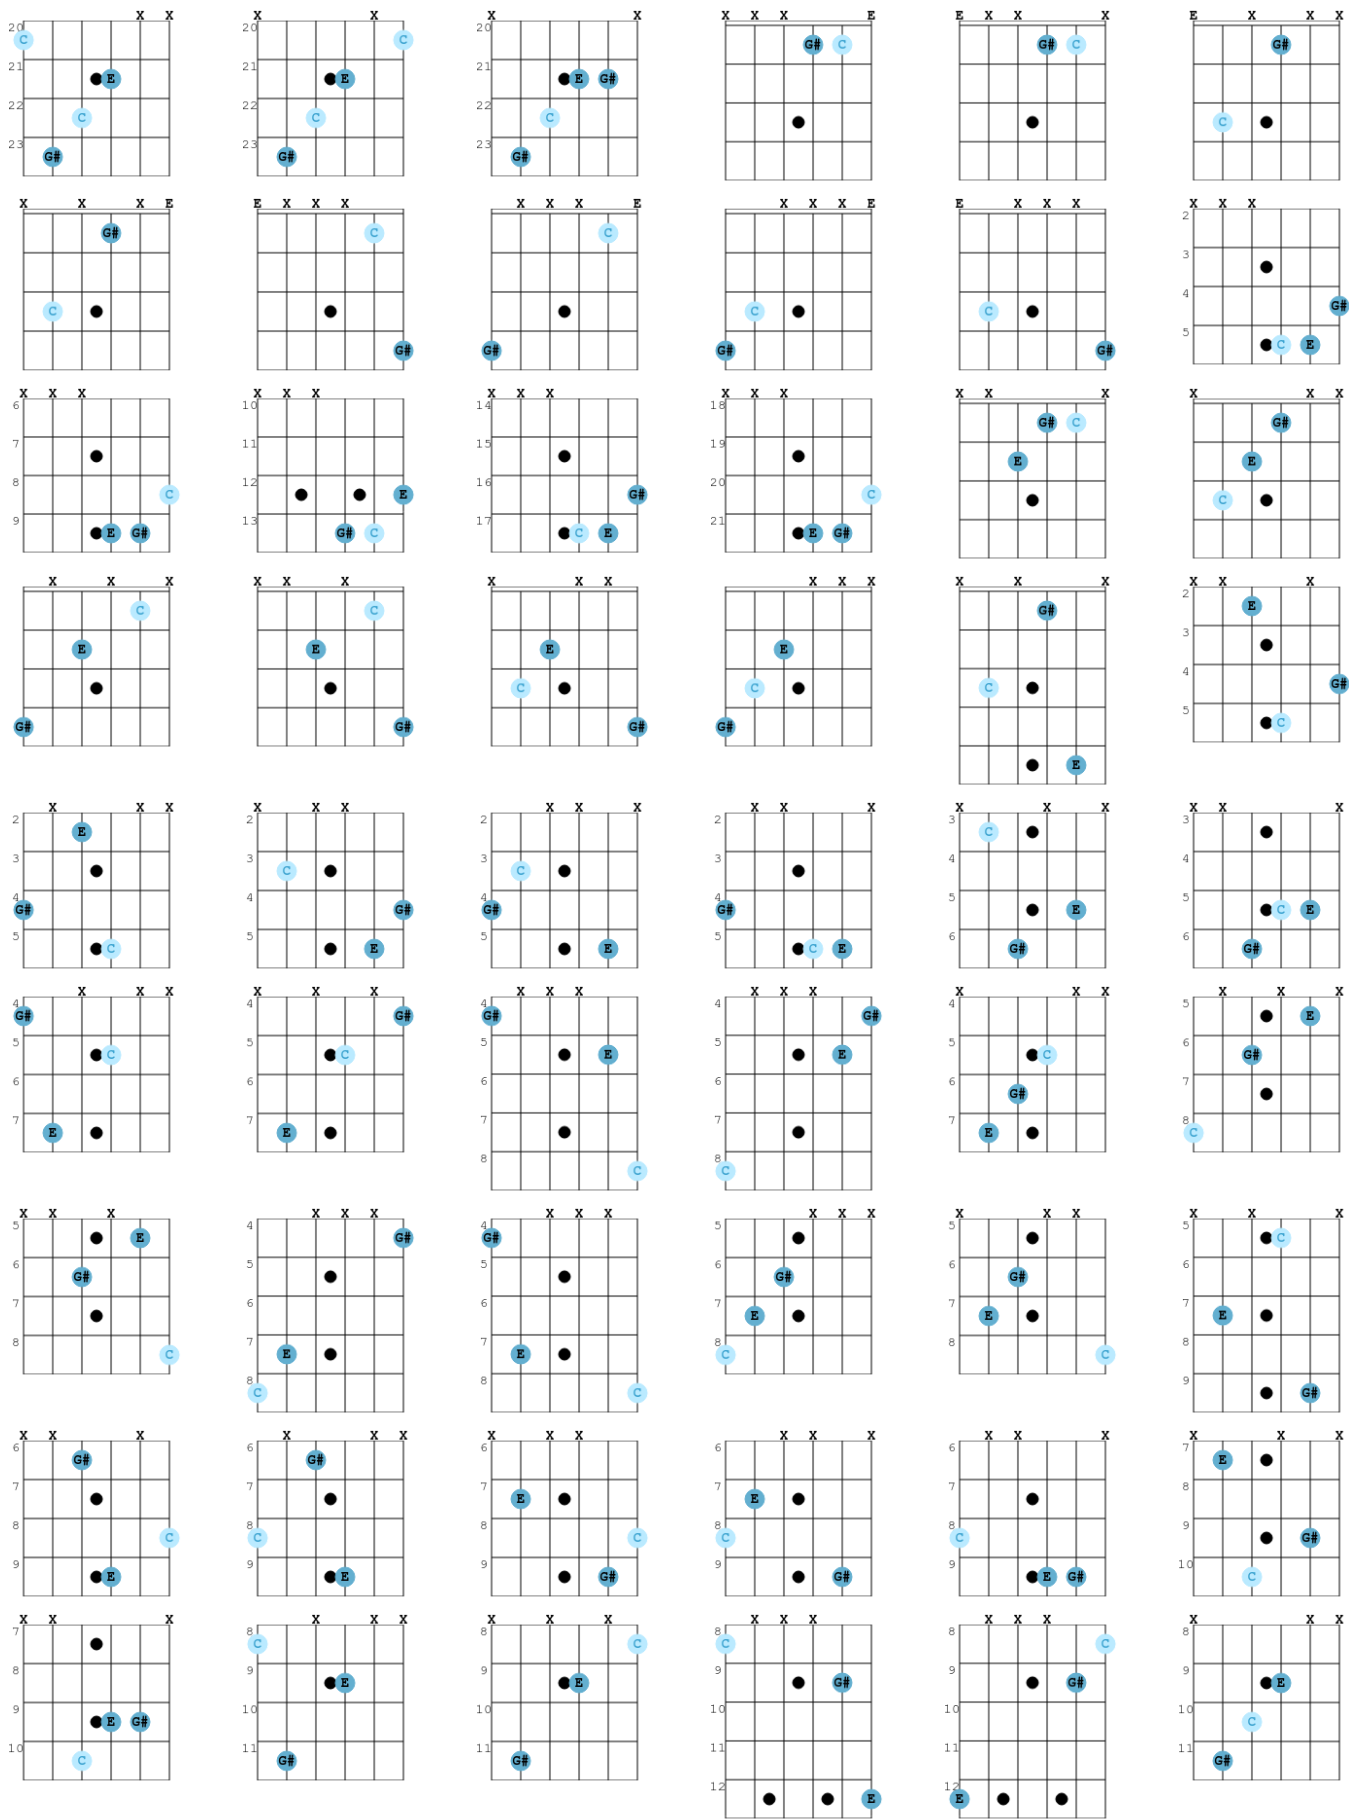 X X X X X X X X X E E X X X E X X X
20 20 20
C C G# C G# C G#
21 21 21
E E E G#
22 22 22
C C C C
23 23 23
G# G# G#
X X X E E X X X X X X E X X X E E X X X X X X
2
G# C C
3
C C C
4
G#
5
G# G# G# G# C E
X X X X X X X X X X X X X X X X X X
6 10 14 18
G# C G#
7 11 15 19
E E
8 12 16 20
C E G# C C
9 13 17 21
E G# G# C C E E G#
X X X X X X X X X X X X X X X X X X
2
C C G# E
3
E E E
4
C C C G#
5
G# G# G# G# C
E
X X X X X X X X X X X X X X X X X X
2 2 2 2 3 3
E C
3 3 3 3 4 4
C C
4 4 4 4 5 5
G# G# G# G# E C E
5 5 5 5 6 6
C E E C E G# G#
X X X X X X X X X X X X X X X X X X
4 4 4 4 4 5
G# G# G# G# E
5 5 5 5 5 6
C C E E C G#
6 6 6 7
G#
7 7 7 8
E E E C
8 8
C C
X X X X X X X X X X X X X X X X X X
5 4 4 5 5 5
E G# G# C
6 5 5 6 6
G# G# G#
7 6 6 7 7 7
E E E
8 7 7 8 8 8
C E E C C
8 8 9
C C G#
X X X X X X X X X X X X X X X X X X
6 6 6 6 6 7
G# G# E
7 7 7 7 7 8
E E
8 8 8 8 8 9
C C C C C G#
9 9 9 9 9 10
E E G# G# E G# C
X X X X X X X X X X X X X X X X X X
7 8 8 8 8 8
C C C C
8 9 9 9 9 9
E E G# G# E
9 10 10 10 10 10
E G# C
10 11 11 11 11 11
C G# G# G#
12 12
E E